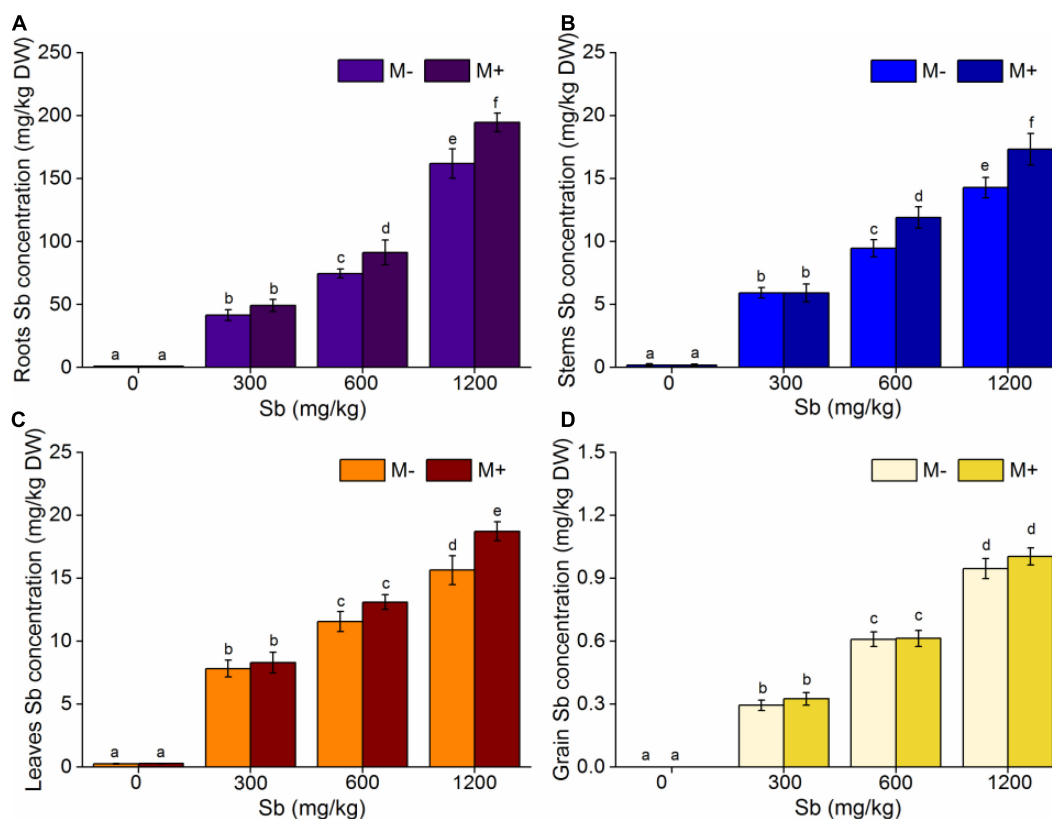 A
Roots Sb concentration (mg/kg DW)
250
200
150
100
50
0
M- M+
a a b b c d e f
0 300 600 1200
Sb (mg/kg)
B
Stems Sb concentration (mg/kg DW)
25
20
15
10
5
0
M- M+
a a b b c d e f
0 300 600 1200
Sb (mg/kg)
C
Leaves Sb concentration (mg/kg DW)
25
20
15
10
5
0
M- M+
a a b b c c d e
0 300 600 1200
Sb (mg/kg)
D
Grain Sb concentration (mg/kg DW)
1.5
1.2
0.9
0.6
0.3
0.0
M- M+
a a b b c c d d
0 300 600 1200
Sb (mg/kg)